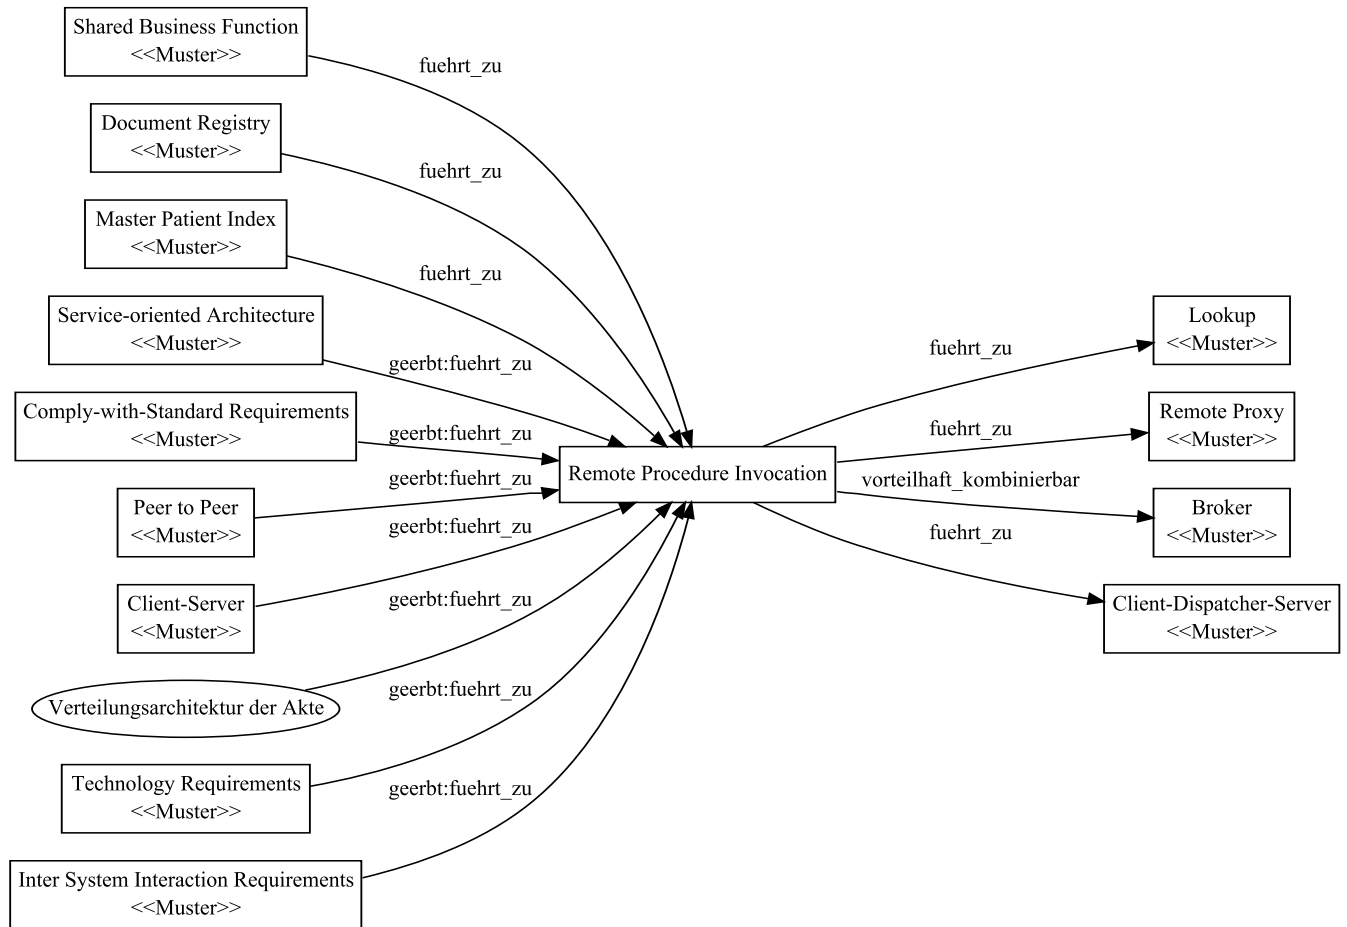 Shared Business Function
<<Muster>>
fuehrt_zu
Document Registry
<<Muster>>
fuehrt_zu
Master Patient Index
<<Muster>>
fuehrt_zu
Service-oriented Architecture
<<Muster>>
geerbt:fuehrt_zu
Comply-with-Standard Requirements
<<Muster>>
geerbt:fuehrt_zu
Peer to Peer
<<Muster>>
geerbt:fuehrt_zu
Client-Server
<<Muster>>
geerbt:fuehrt_zu
Verteilungsarchitektur der Akte
geerbt:fuehrt_zu
Technology Requirements
<<Muster>>
geerbt:fuehrt_zu
Inter System Interaction Requirements
<<Muster>>
geerbt:fuehrt_zu
Remote Procedure Invocation
fuehrt_zu
Lookup
<<Muster>>
fuehrt_zu
Remote Proxy
<<Muster>>
vorteilhaft_kombinierbar
Broker
<<Muster>>
fuehrt_zu
Client-Dispatcher-Server
<<Muster>>